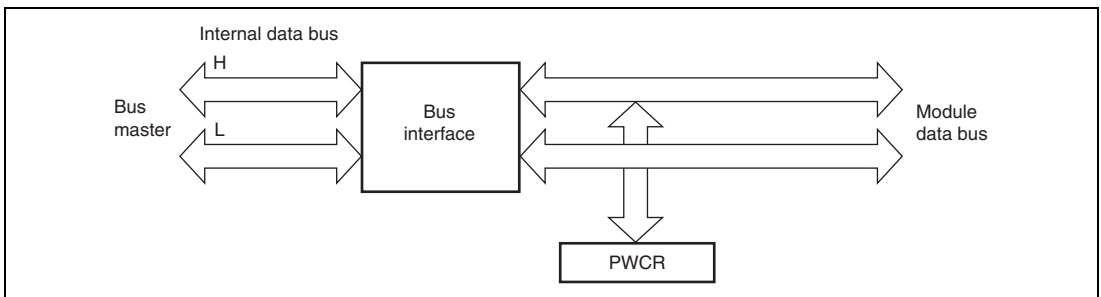 Internal data bus
H
Bus
master
L
Bus
interface
Module
data bus
PWCR